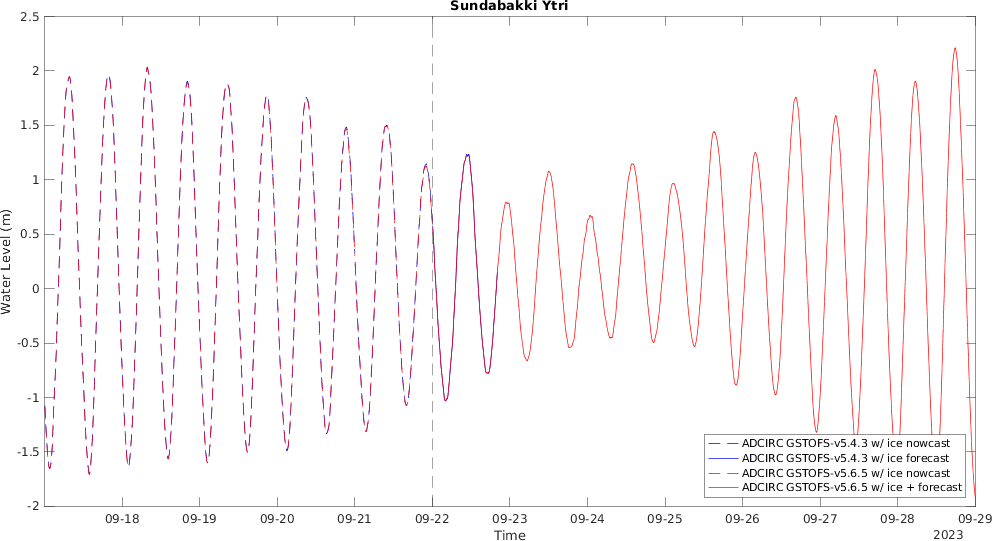 Sundabakki Ytri
2.5
2
1.5
1
0.5
0
-0.5
-1
-1.5
-2
Water Level (m)
09-18 09-19 09-20 09-21 09-22 09-23 09-24 09-25 09-26 09-27 09-28 09-29
Time
2023
ADCIRC GSTOFS-v5.4.3 w/ ice nowcast
ADCIRC GSTOFS-v5.4.3 w/ ice forecast
ADCIRC GSTOFS-v5.6.5 w/ ice nowcast
ADCIRC GSTOFS-v5.6.5 w/ ice + forecast